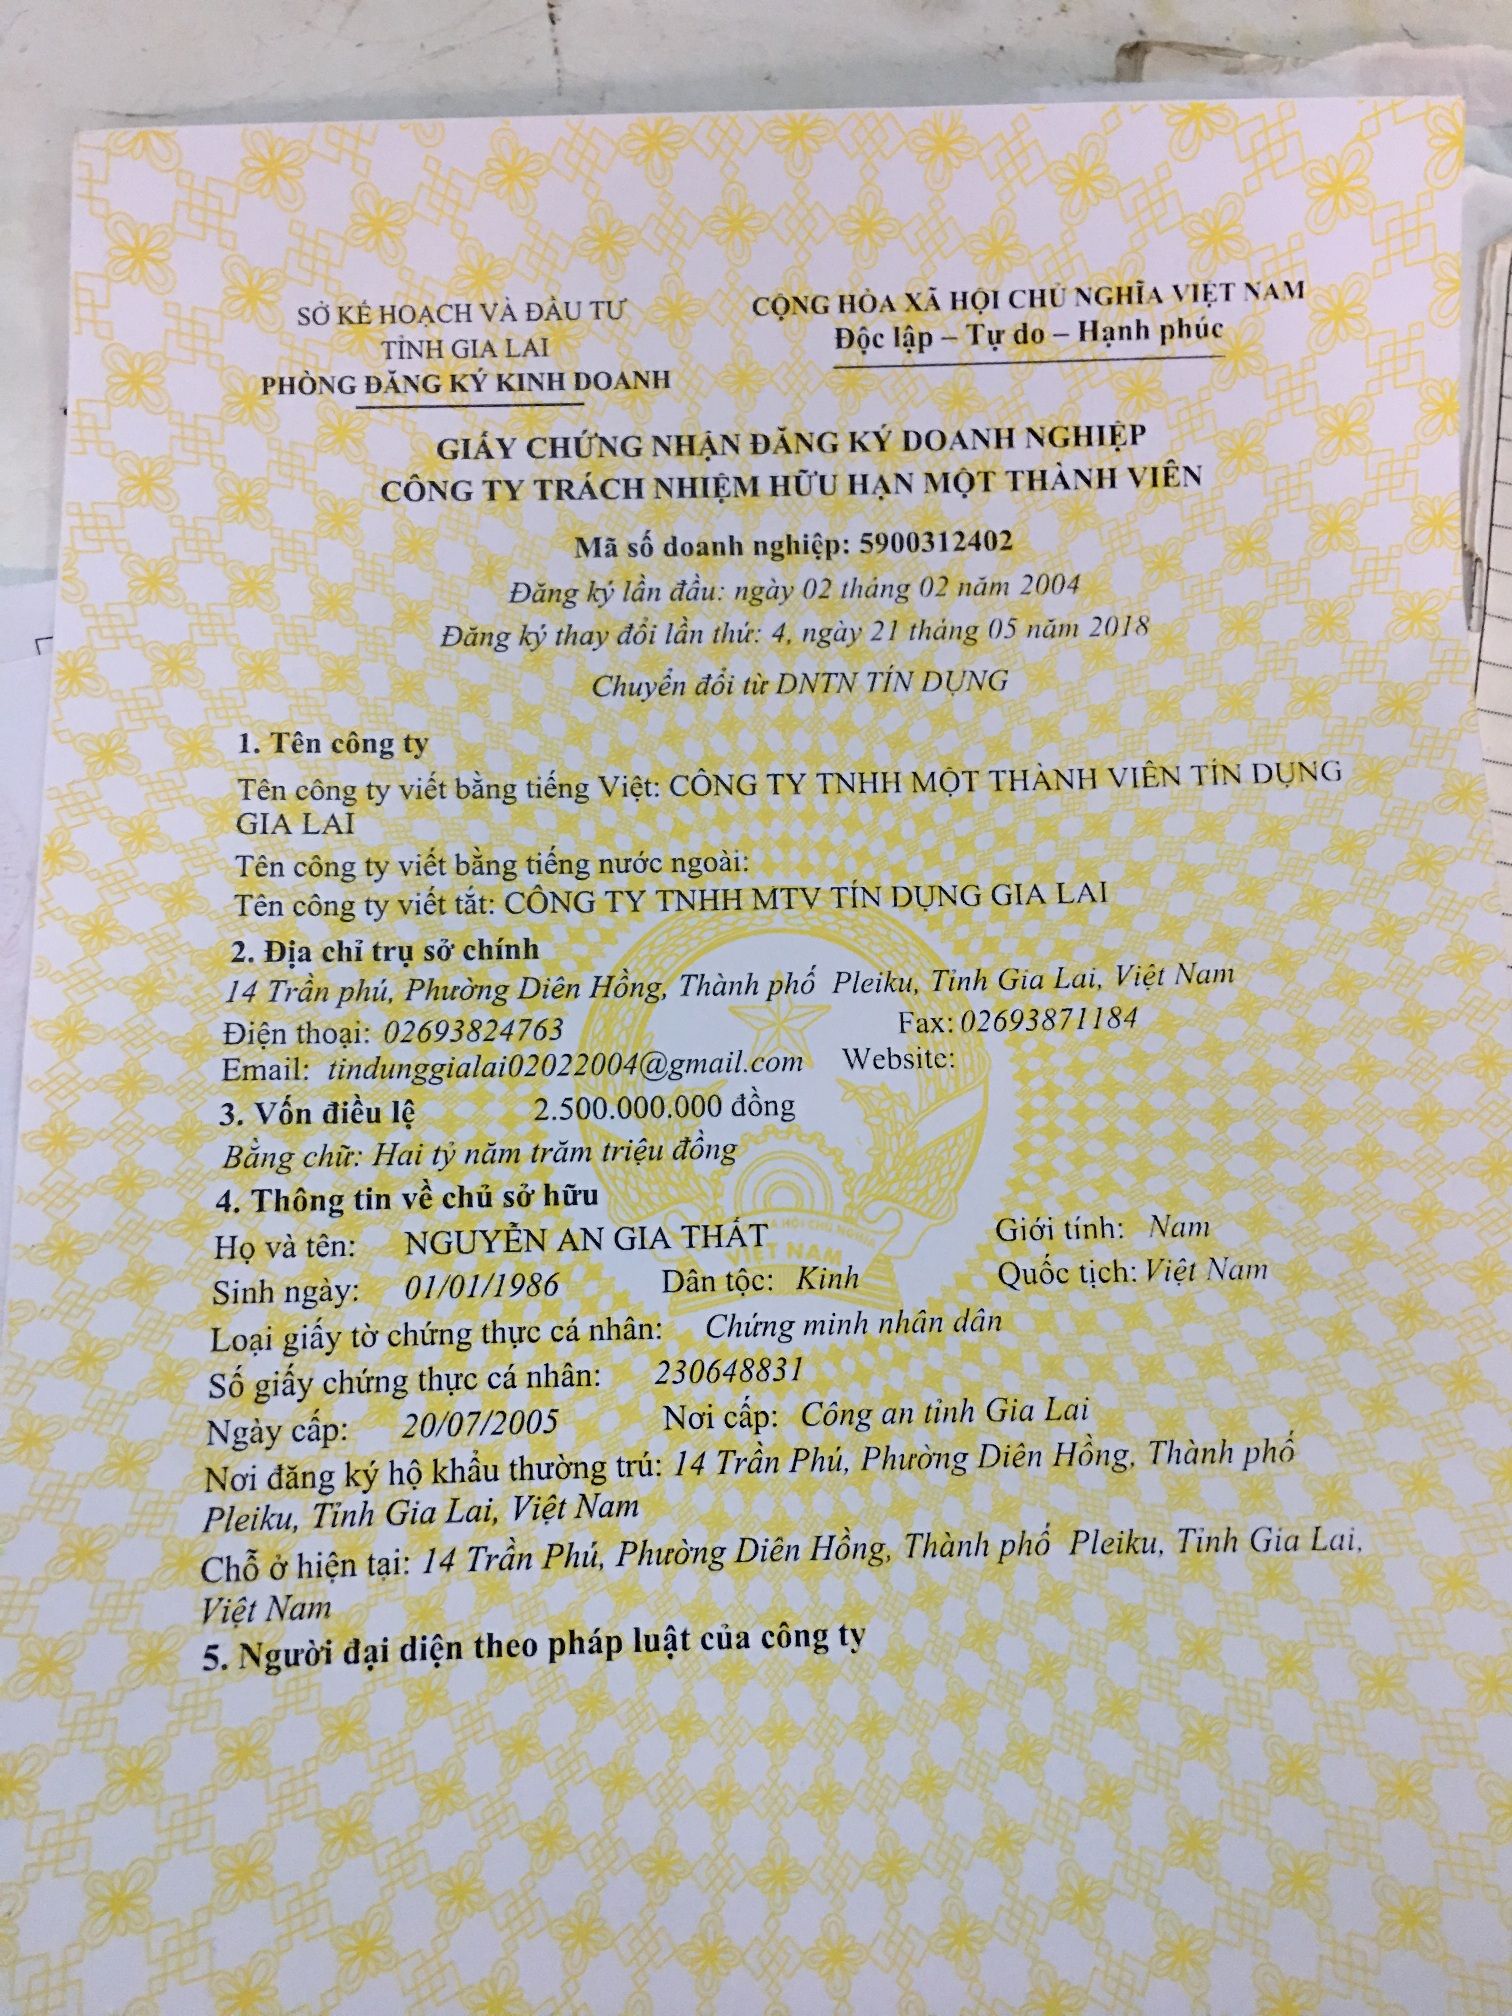 SỞ KẾ HOẠCH VÀ ĐẦU TƯ
TỈNH GIA LAI
PHÒNG ĐĂNG KÝ KINH DOANH
CỘNG HÒA XÃ HỘI CHỦ NGHĨA VIỆT NAM
Độc lập – Tự do – Hạnh phúc
GIẤY CHỨNG NHẬN ĐĂNG KÝ DOANH NGHIỆP
CÔNG TY TRÁCH NHIỆM HỮU HẠN MỘT THÀNH VIÊN
Mã số doanh nghiệp: 5900312402
Đăng ký lần đầu: ngày 02 tháng 02 năm 2004
Đăng ký thay đổi lần thứ: 4, ngày 21 tháng 05 năm 2018
Chuyển đổi từ DNTN TÍN DỤNG
1. Tên công ty
Tên công ty viết bằng tiếng Việt: CÔNG TY TNHH MỘT THÀNH VIÊN TÍN DỤNG
GIA LAI
Tên công ty viết bằng tiếng nước ngoài:
Tên công ty viết tắt: CÔNG TY TNHH MTV TÍN DỤNG GIA LAI
2. Địa chỉ trụ sở chính
14 Trần phú, Phường Diên Hồng, Thành phố Pleiku, Tỉnh Gia Lai, Việt Nam
Điện thoại: 02693824763 Fax: 02693871184
Email: tindunggialai02022004@gmail.com Website:
3. Vốn điều lệ 2.500.000.000 đồng
Bằng chữ: Hai tỷ năm trăm triệu đồng
4. Thông tin về chủ sở hữu
Họ và tên: NGUYỄN AN GIA THẤT Giới tính: Nam
Sinh ngày: 01/01/1986 Dân tộc: Kinh Quốc tịch: Việt Nam
Loại giấy tờ chứng thực cá nhân: Chứng minh nhân dân
Số giấy chứng thực cá nhân: 230648831
Ngày cấp: 20/07/2005 Nơi cấp: Công an tỉnh Gia Lai
Nơi đăng ký hộ khẩu thường trú: 14 Trần Phú, Phường Diên Hồng, Thành phố
Pleiku, Tỉnh Gia Lai, Việt Nam
Chỗ ở hiện tại: 14 Trần Phú, Phường Diên Hồng, Thành phố Pleiku, Tỉnh Gia Lai,
Việt Nam
5. Người đại diện theo pháp luật của công ty
VIỆT NAM